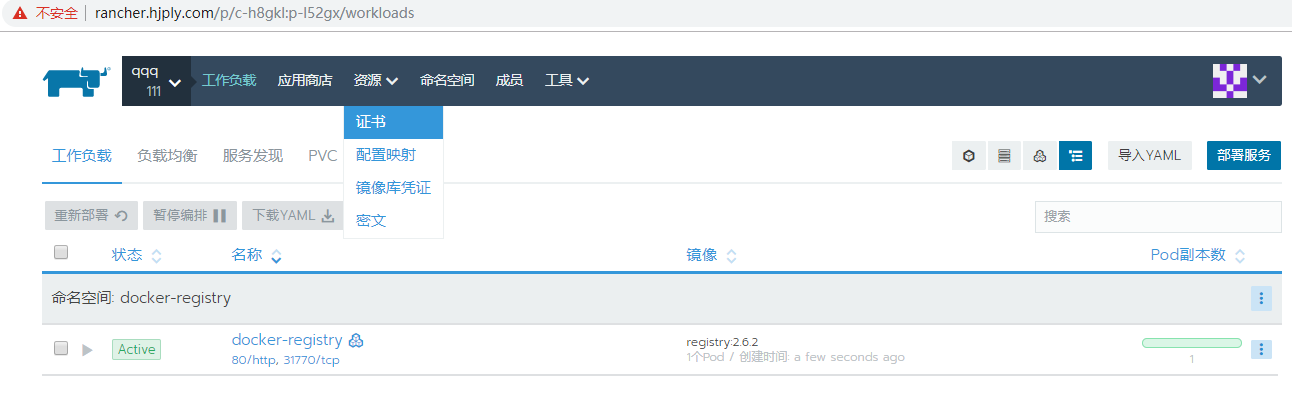 不安全 rancher.hjply.com/p/c-h8gkl:p-l52gx/workloads
qqq
111
工作负载 应用商店 资源 命名空间 成员 工具
证书
配置映射
镜像库凭证
密文
工作负载 负载均衡 服务发现 PVC 导入YAML 部署服务
重新部署 暂停编排 下载YAML 搜索
状态 名称 镜像 Pod副本数
命名空间: docker-registry
Active docker-registry registry:2.6.2
80/http, 31770/tcp 1个Pod / 创建时间: a few seconds ago 1